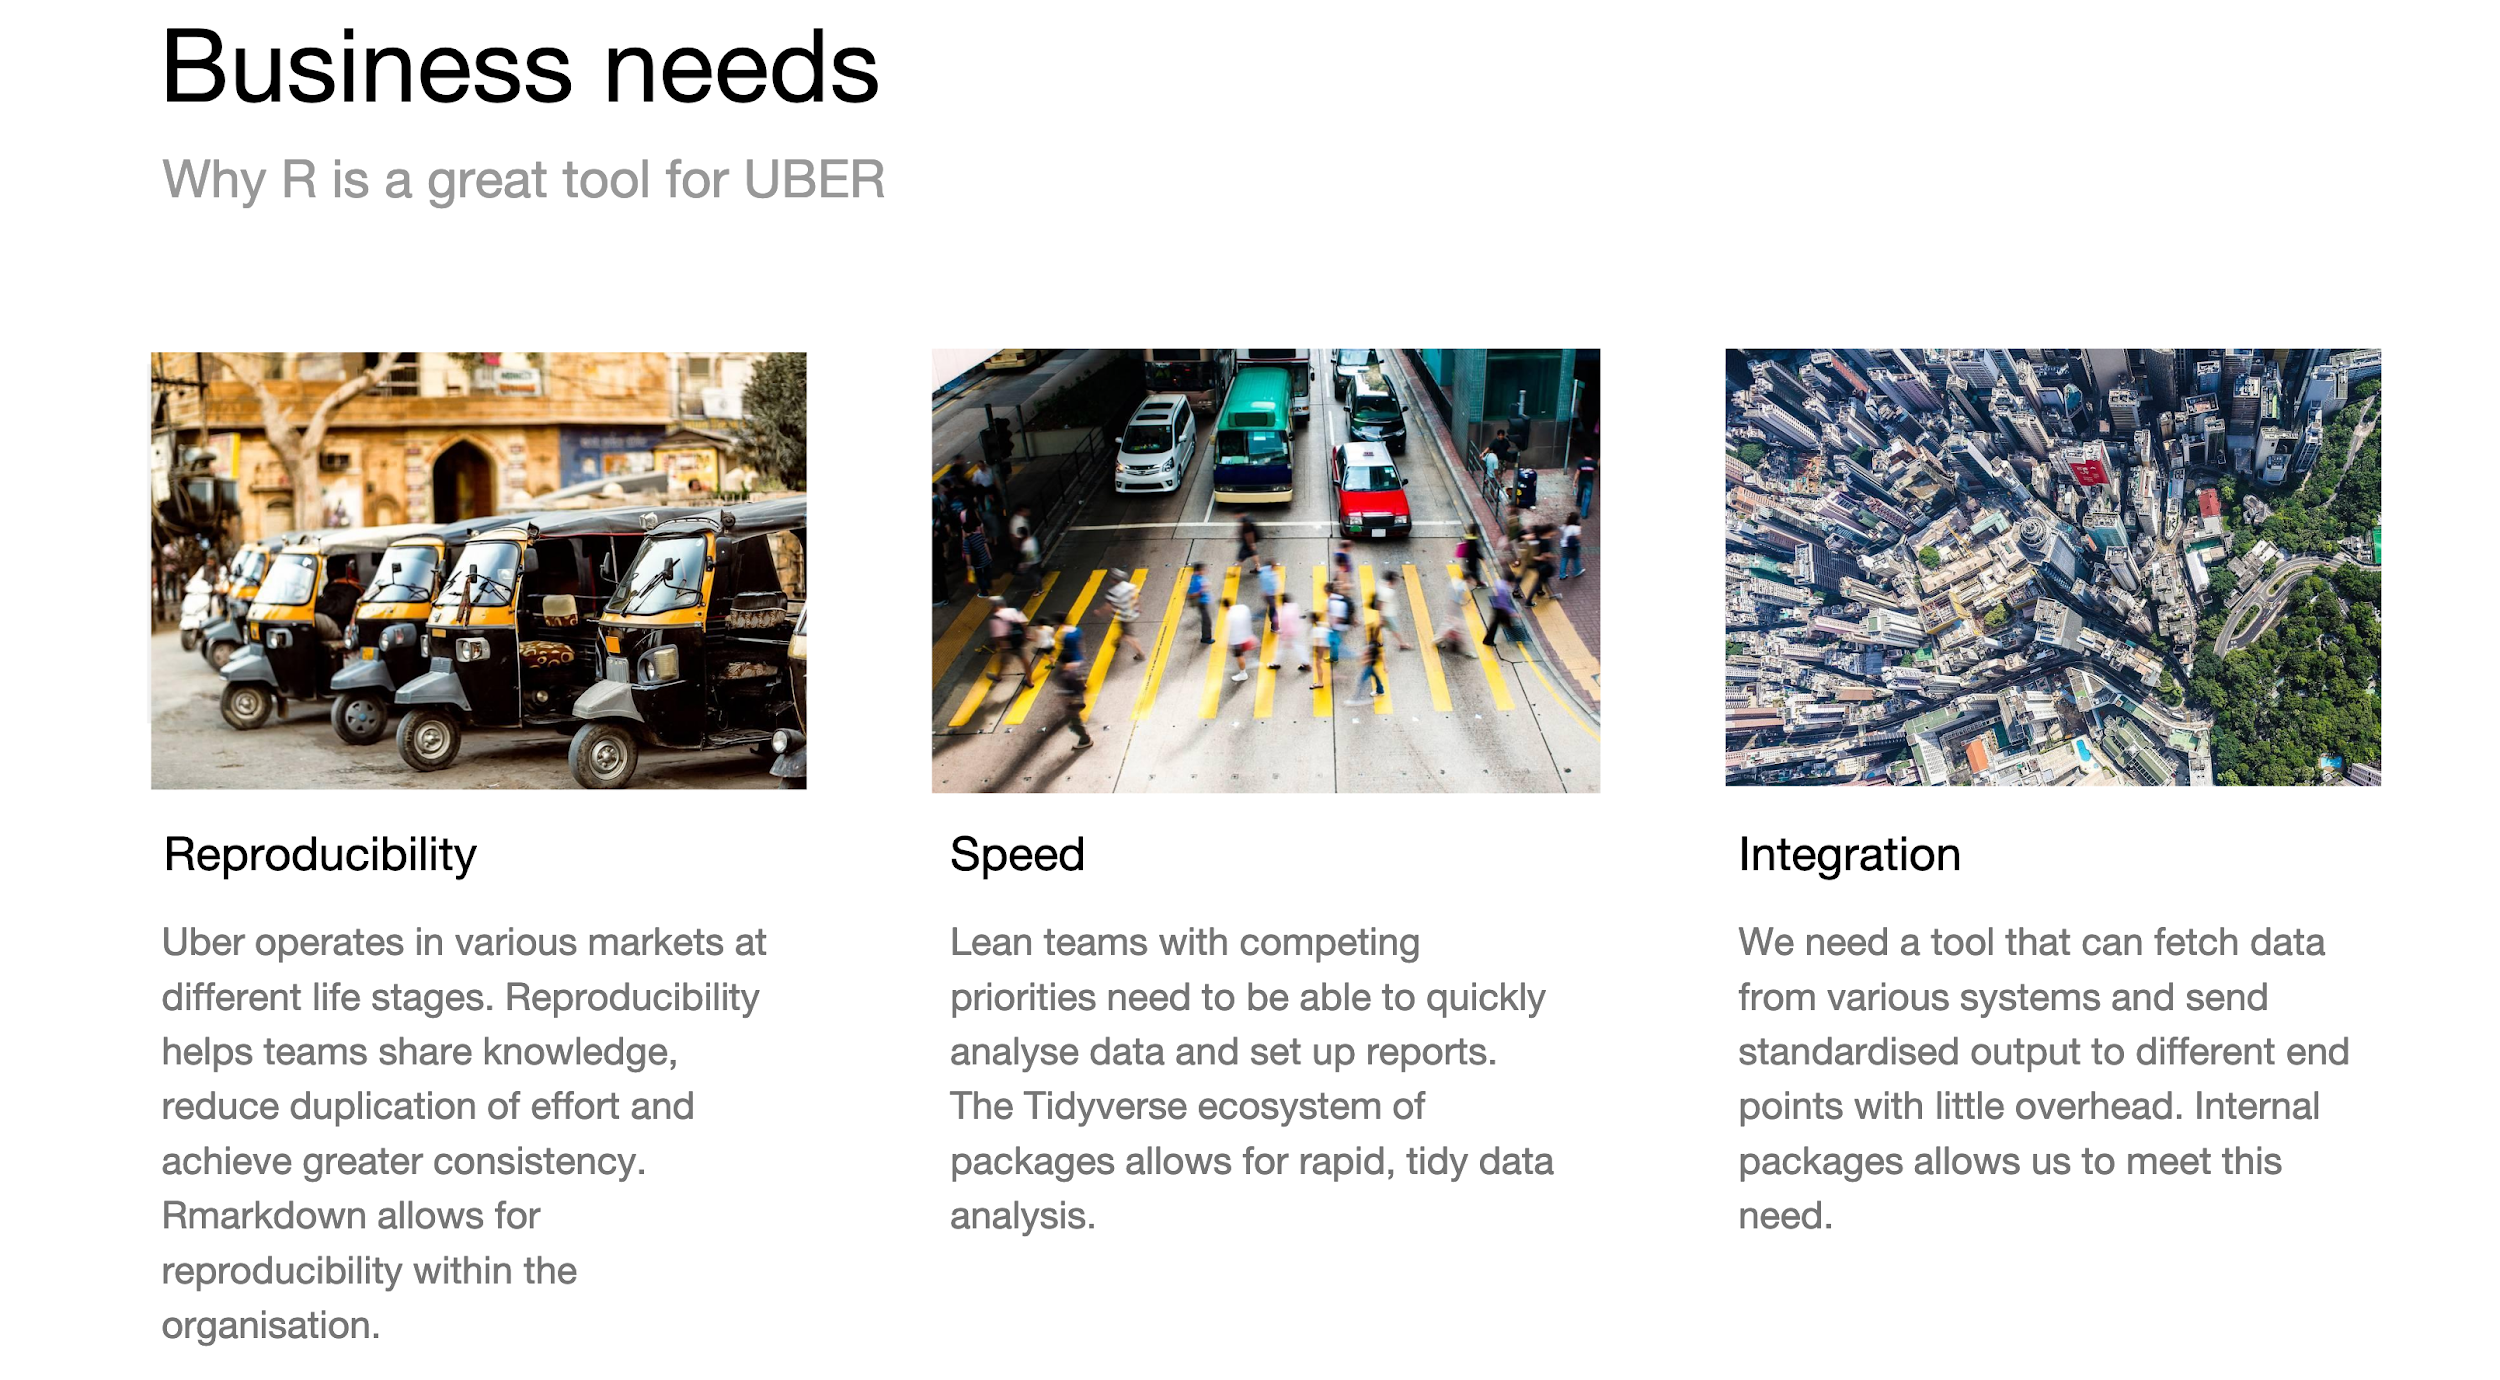 Business needs
Why R is a great tool for UBER
Reproducibility
Uber operates in various markets at
different life stages. Reproducibility
helps teams share knowledge,
reduce duplication of effort and
achieve greater consistency.
Rmarkdown allows for
reproducibility within the
organisation.
Speed
Lean teams with competing
priorities need to be able to quickly
analyse data and set up reports.
The Tidyverse ecosystem of
packages allows for rapid, tidy data
analysis.
Integration
We need a tool that can fetch data
from various systems and send
standardised output to different end
points with little overhead. Internal
packages allows us to meet this
need.